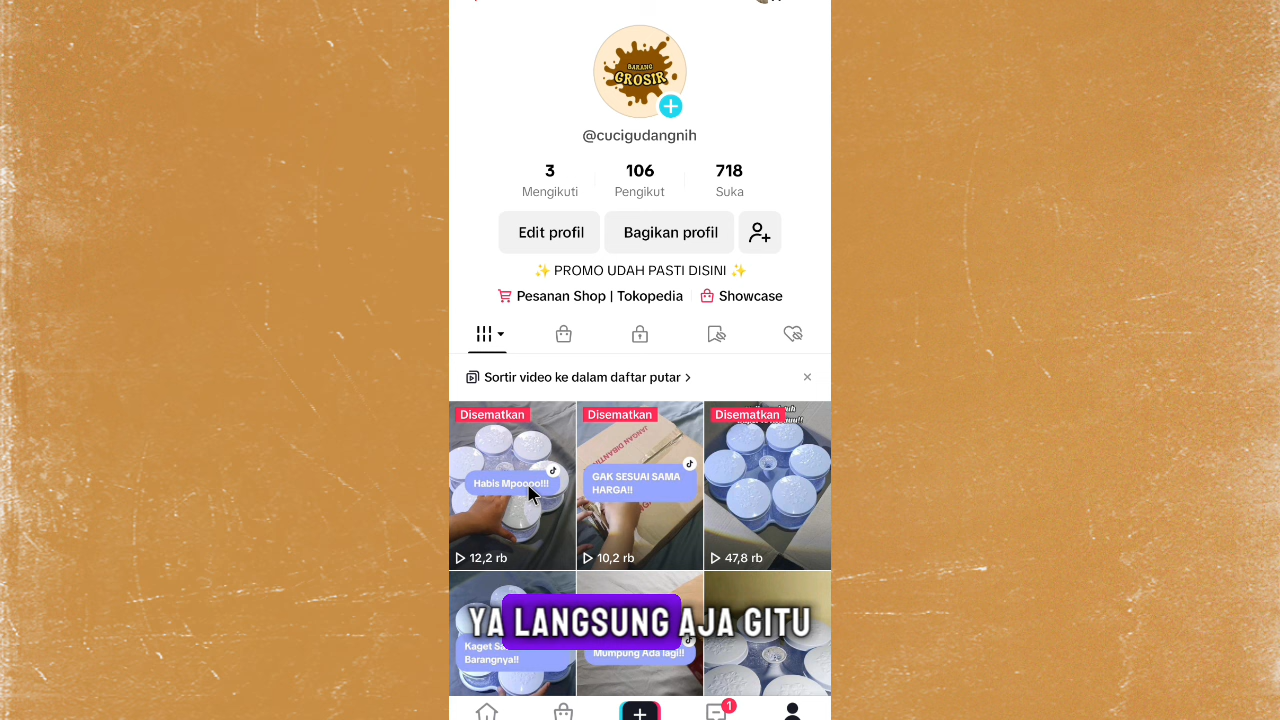 BARANG
GROSIR
@cucigudangnih
3 106 718
Mengikuti Pengikut Suka
Edit profil Bagikan profil
✨ PROMO UDAH PASTI DISINI ✨
Pesanan Shop | Tokopedia Showcase
Sortir video ke dalam daftar putar >
Disematkan Disematkan Disematkan
Habis Mpoooo!!!
GAK SESUAI SAMA
HARGA!!
JANGAN DIBANTING
12,2 rb 10,2 rb 47,8 rb
YA LANGSUNG AJA GITU
Barangnya!!
Mumpung Ada lagi!!
1